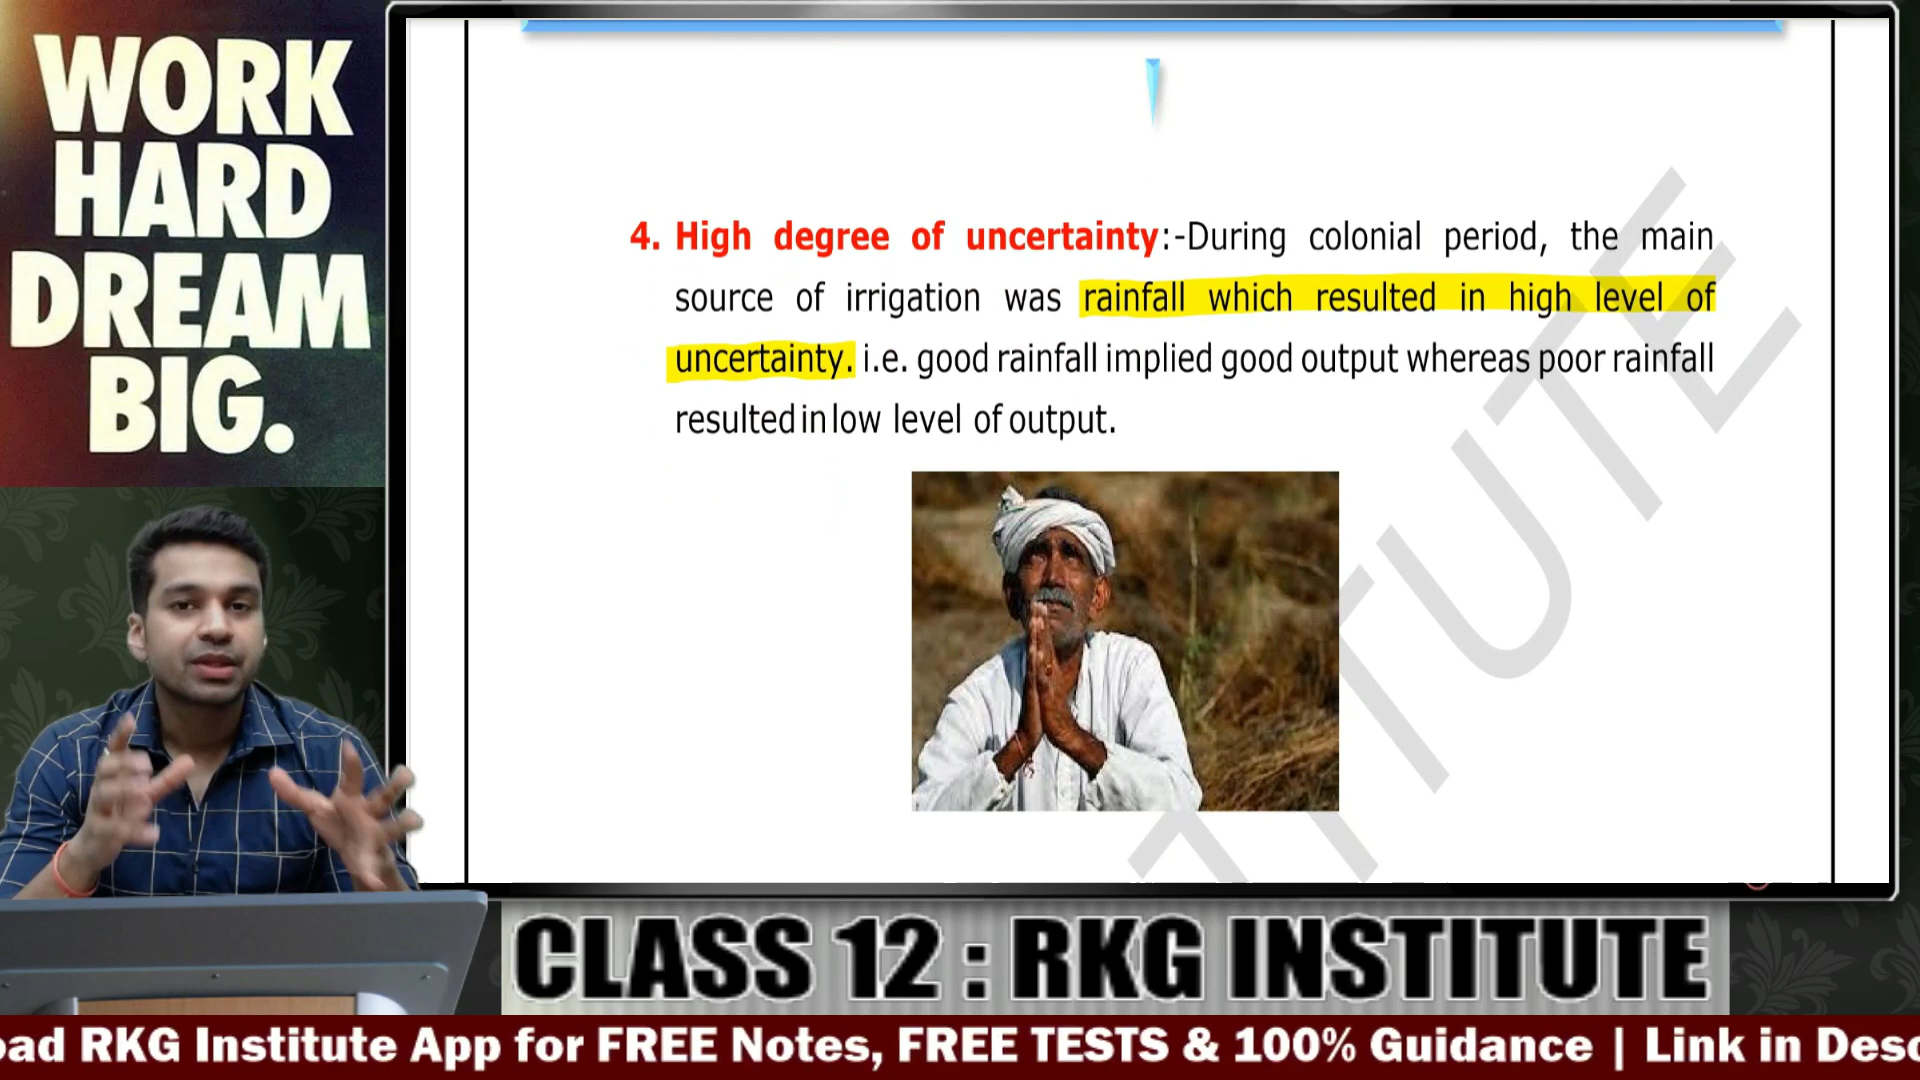 WORK
HARD
DREAM
BIG.
4. High degree of uncertainty:-During colonial period, the main
source of irrigation was rainfall which resulted in high level of
uncertainty. i.e. good rainfall implied good output whereas poor rainfall
resulted in low level of output.
TITUTE
CLASS 12 : RKG INSTITUTE
oad RKG Institute App for FREE Notes, FREE TESTS & 100% Guidance | Link in Desc